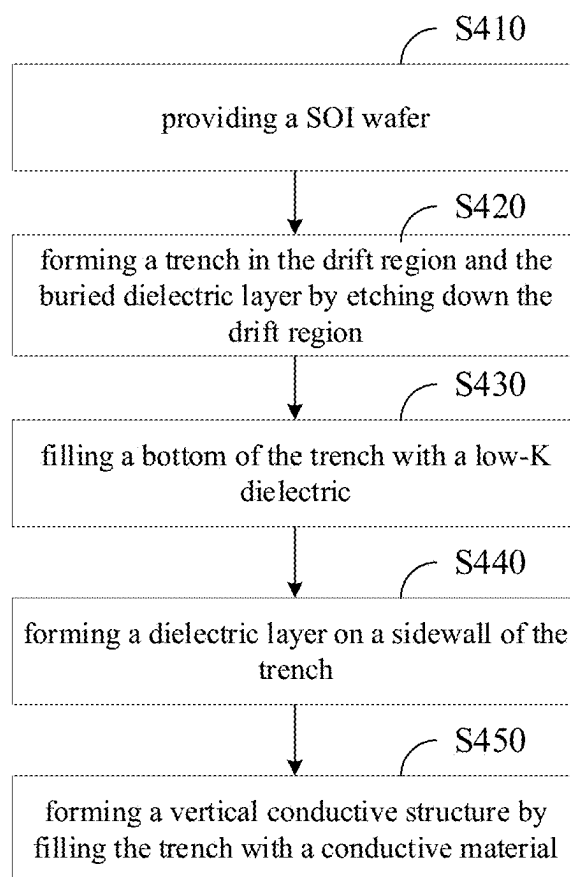 S410
providing a SOI wafer
S420
forming a trench in the drift region and the
buried dielectric layer by etching down the
drift region
S430
filling a bottom of the trench with a low-K
dielectric
S440
forming a dielectric layer on a sidewall of the
trench
S450
forming a vertical conductive structure by
filling the trench with a conductive material